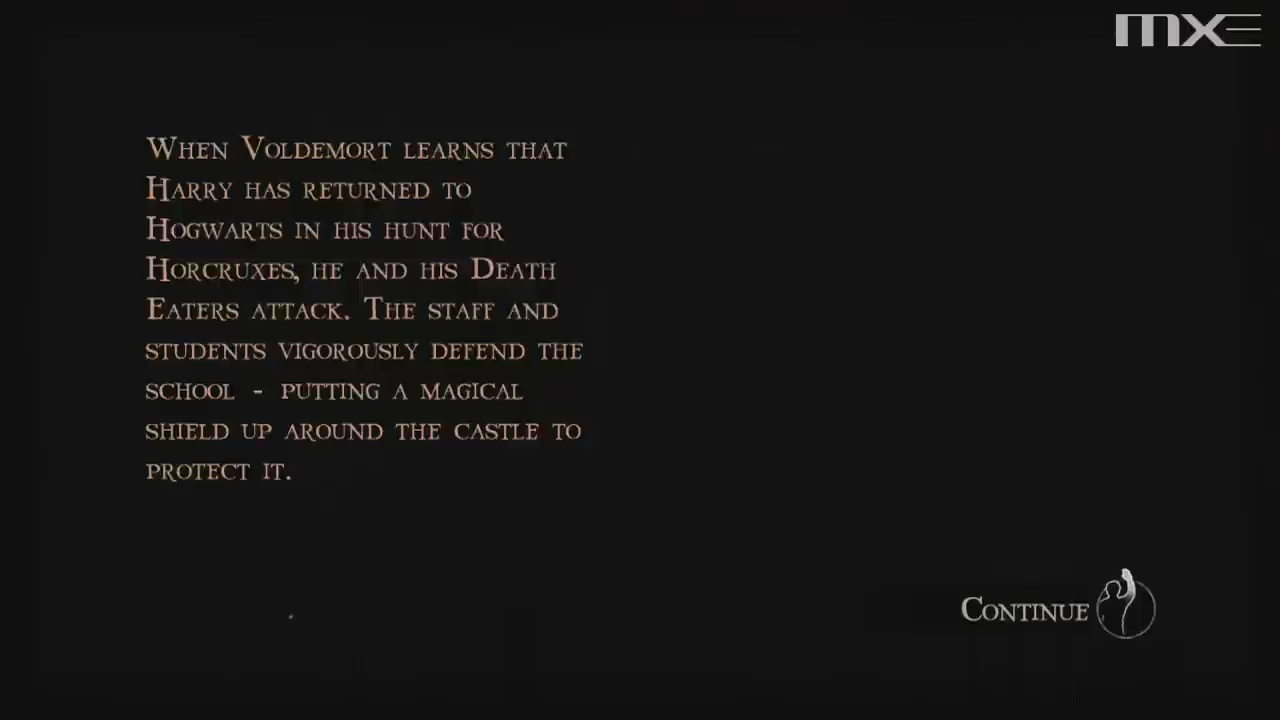 MXE
When Voldemort learns that
Harry has returned to
Hogwarts in his hunt for
Horcruxes, he and his Death
Eaters attack. The staff and
students vigorously defend the
school - putting a magical
shield up around the castle to
protect it.
Continue